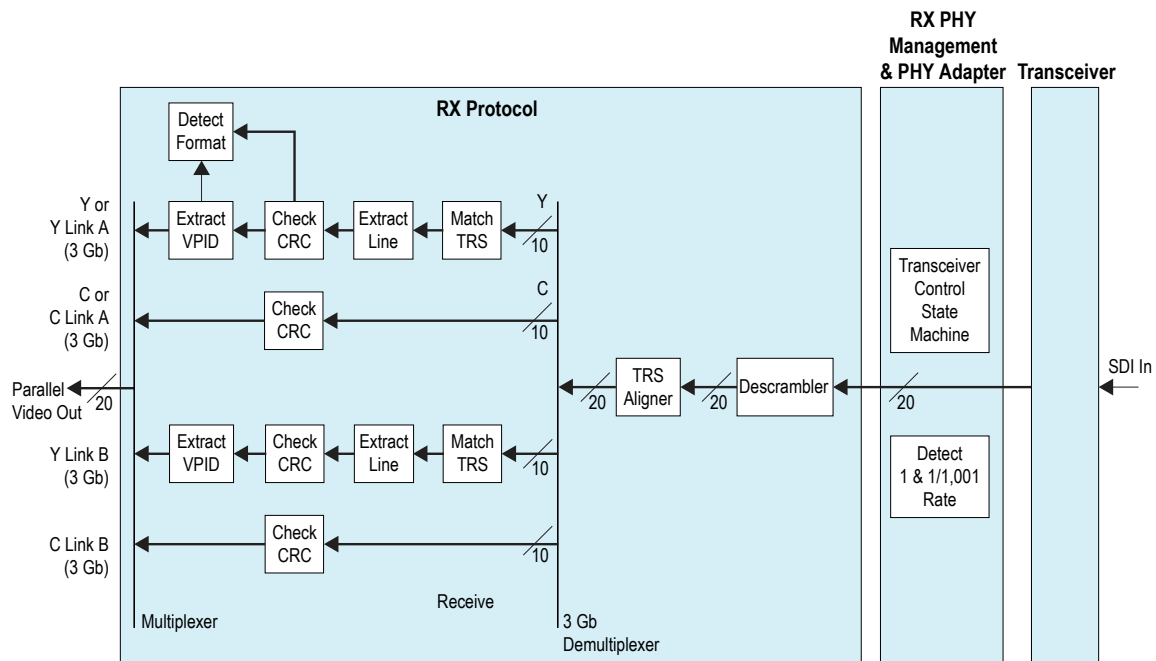 RX PHY
Management
& PHY Adapter
Transceiver
RX Protocol
Detect
Format
Y or
Y Link A
(3 Gb)
Extract
VPID
Check
CRC
Extract
Line
Match
TRS
Y
10
C or
C Link A
(3 Gb)
Check
CRC
C
10
Transceiver
Control
State
Machine
Parallel
Video Out
20
20
TRS
Aligner
20
Descrambler
20
SDI In
Y Link B
(3 Gb)
Extract
VPID
Check
CRC
Extract
Line
Match
TRS
10
Detect
1 & 1/1,001
Rate
C Link B
(3 Gb)
Check
CRC
10
Receive
Multiplexer
3 Gb
Demultiplexer